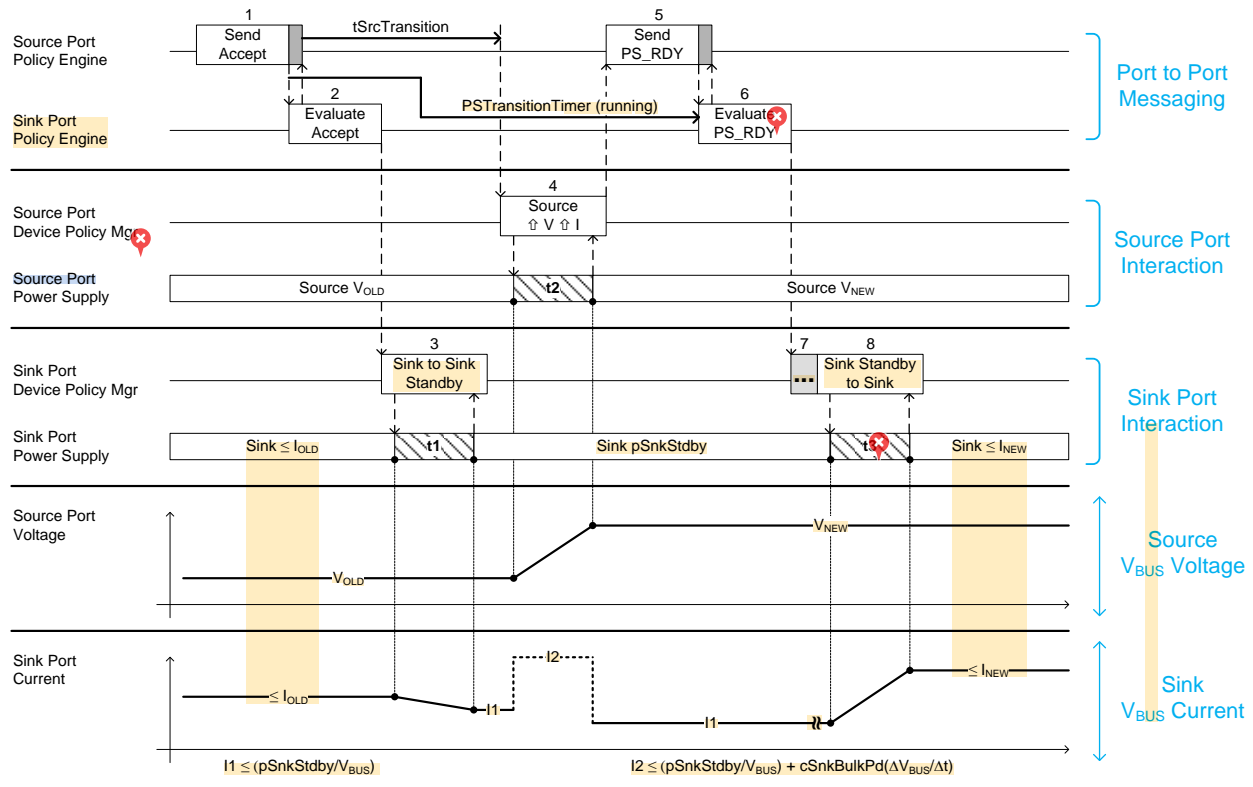 1
5
Source Port
Policy Engine
Send
Accept
tSrcTransition
Send
PS_RDY
Port to Port
Messaging
2
6
Sink Port
Policy Engine
Evaluate
Accept
PSTransitionTimer (running)
Evaluate
PS_RDY
4
Source Port
Device Policy Mgr
Source
⇧ V ⇧ I
Source Port
Interaction
Source Port
Power Supply
Source VOLD
t2
Source VNEW
3
7
8
Sink Port
Device Policy Mgr
Sink to Sink
Standby
...
Sink Standby
to Sink
Sink Port
Interaction
Sink Port
Power Supply
Sink ≤ IOLD
t1
Sink pSnkStdby
t3
Sink ≤ INEW
Source Port
Voltage
VOLD
VNEW
Source
VBUS Voltage
Sink Port
Current
≤ IOLD
I1
I2
I1
≤ INEW
Sink
VBUS Current
I1 ≤ (pSnkStdby/VBUS)
I2 ≤ (pSnkStdby/VBUS) + cSnkBulkPd(ΔVBUS/Δt)